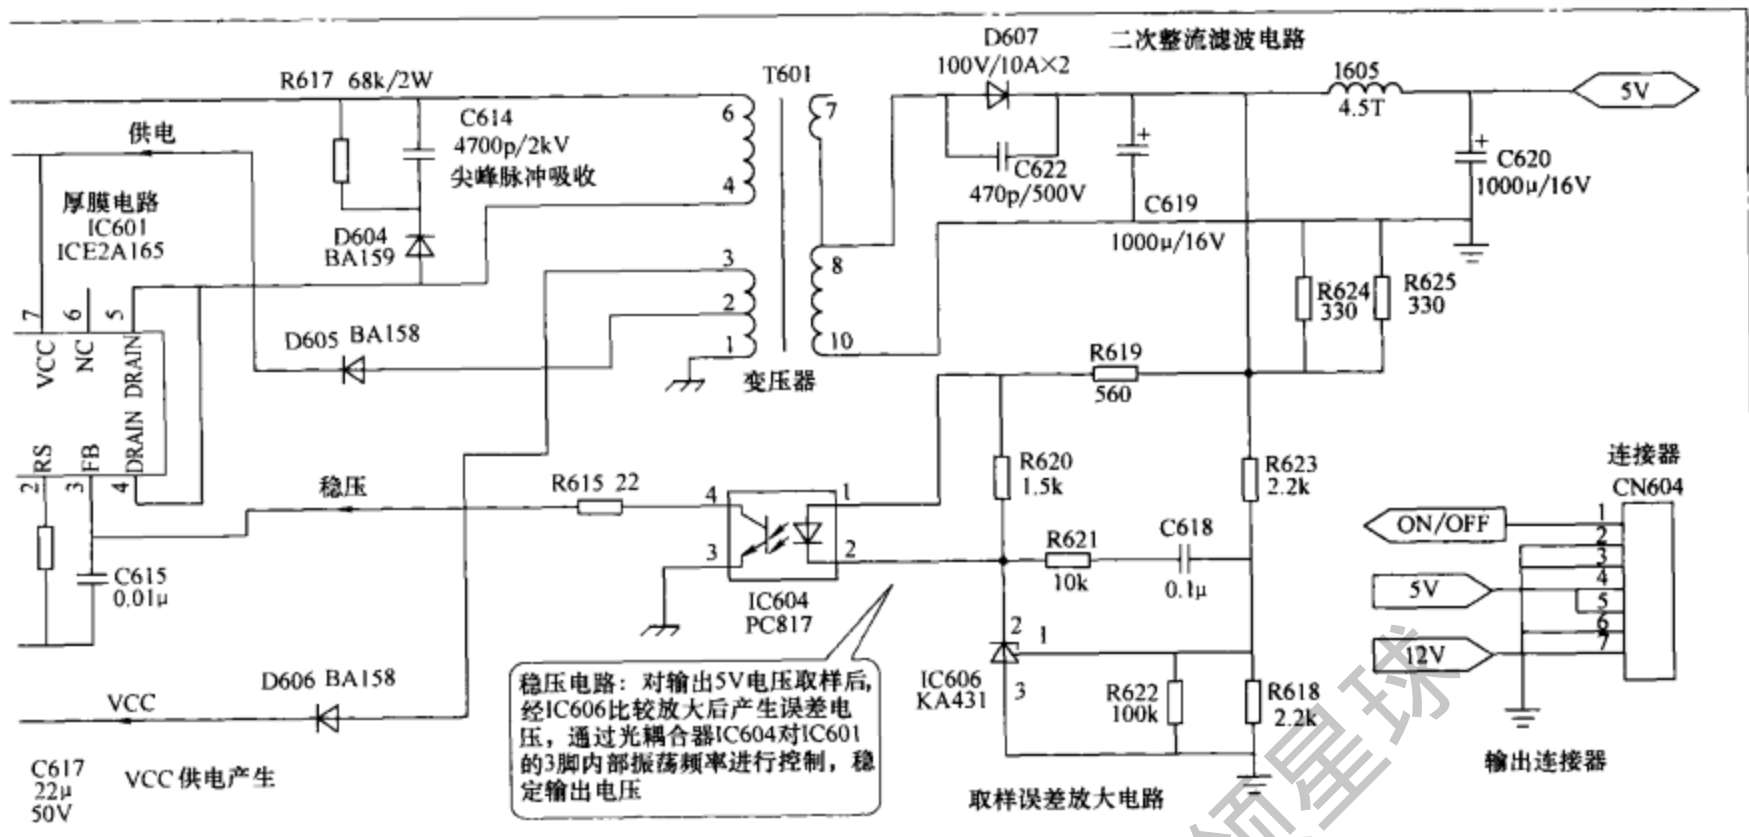 D607
100V/10A×2
二次整流滤波电路
R617 68k/2W
T601
1605
4.5T
5V
供电
C614
4700p/2kV
尖峰脉冲吸收
6
7
4
C622
470p/500V
C620
1000μ/16V
厚膜电路
IC601
ICE2A165
D604
BA159
C619
1000μ/16V
3
2
1
8
10
R624
330
R625
330
7
6
5
VCC
NC
DRAIN
DRAIN
RS
FB
2
3
4
D605 BA158
变压器
R619
560
稳压
R615 22
4
3
1
2
R620
1.5k
R623
2.2k
连接器
CN604
ON/OFF
1
2
3
4
5
6
7
5V
12V
R621
10k
C618
0.1μ
C615
0.01μ
IC604
PC817
2
1
3
IC606
KA431
R622
100k
R618
2.2k
D606 BA158
VCC
稳压电路：对输出5V电压取样后,
经IC606比较放大后产生误差电
压，通过光耦合器IC604对IC601
的3脚内部振荡频率进行控制，稳
定输出电压
C617
22μ
50V
VCC供电产生
取样误差放大电路
输出连接器
领星球